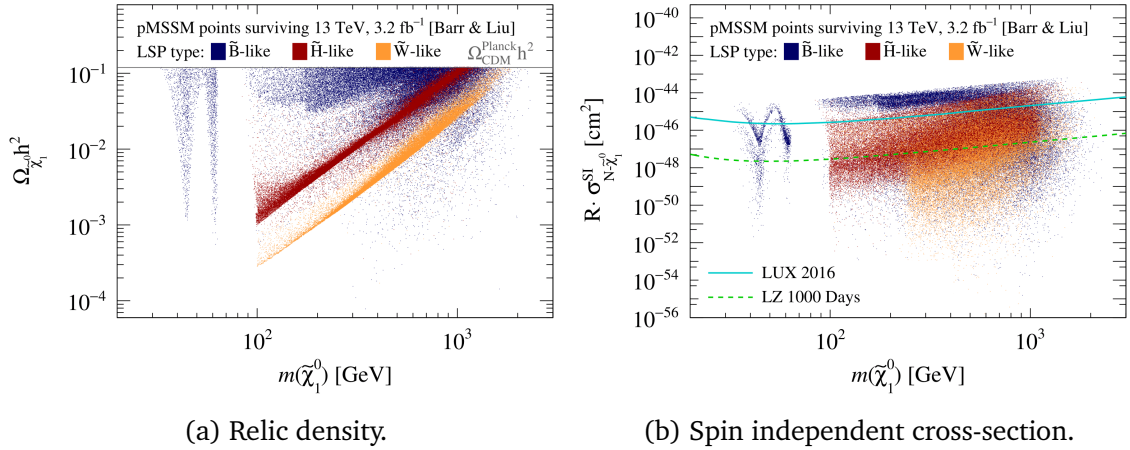 pMSSM points surviving 13 TeV, 3.2 fb⁻¹ [Barr & Liu]
LSP type: B̃-like H̃-like W̃-like Ω_CDM^Planck h²
10⁻¹
10⁻²
10⁻³
10⁻⁴
Ω_χ̃₁⁰ h²
10² 10³
m(χ̃₁⁰) [GeV]
(a) Relic density.
pMSSM points surviving 13 TeV, 3.2 fb⁻¹ [Barr & Liu]
LSP type: B̃-like H̃-like W̃-like
10⁻⁴⁰
10⁻⁴²
10⁻⁴⁴
10⁻⁴⁶
10⁻⁴⁸
10⁻⁵⁰
10⁻⁵²
10⁻⁵⁴
10⁻⁵⁶
R · σ^SI_N-χ̃₁⁰ [cm²]
LUX 2016
LZ 1000 Days
10² 10³
m(χ̃₁⁰) [GeV]
(b) Spin independent cross-section.